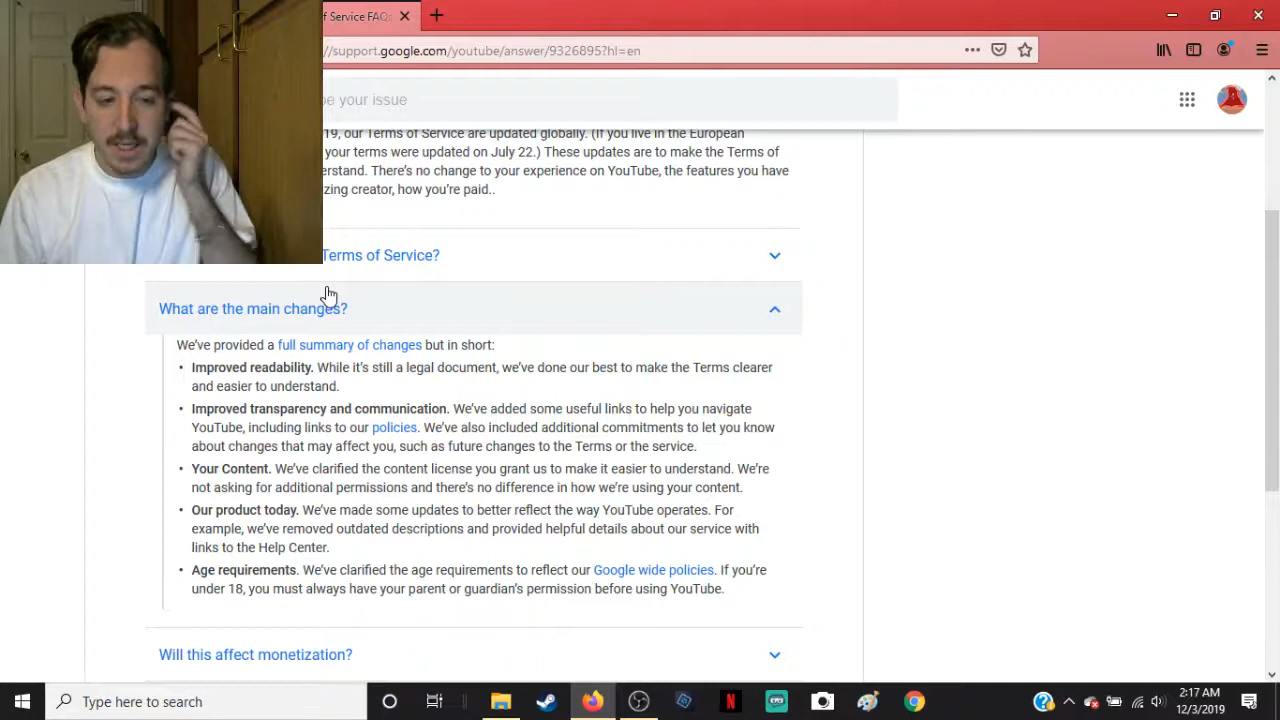 of Service FAQ
//support.google.com/youtube/answer/9326895?hl=en
be your issue
19, our Terms of Service are updated globally. (If you live in the European
your terms were updated on July 22.) These updates are to make the Terms of
erstand. There's no change to your experience on YouTube, the features you have
izing creator, how you're paid..
Terms of Service?
What are the main changes?
We've provided a full summary of changes but in short:
• Improved readability. While it's still a legal document, we've done our best to make the Terms clearer
and easier to understand.
• Improved transparency and communication. We've added some useful links to help you navigate
YouTube, including links to our policies. We've also included additional commitments to let you know
about changes that may affect you, such as future changes to the Terms or the service.
• Your Content. We've clarified the content license you grant us to make it easier to understand. We're
not asking for additional permissions and there's no difference in how we're using your content.
• Our product today. We've made some updates to better reflect the way YouTube operates. For
example, we've removed outdated descriptions and provided helpful details about our service with
links to the Help Center.
• Age requirements. We've clarified the age requirements to reflect our Google wide policies. If you're
under 18, you must always have your parent or guardian's permission before using YouTube.
Will this affect monetization?
Type here to search
2:17 AM
12/3/2019